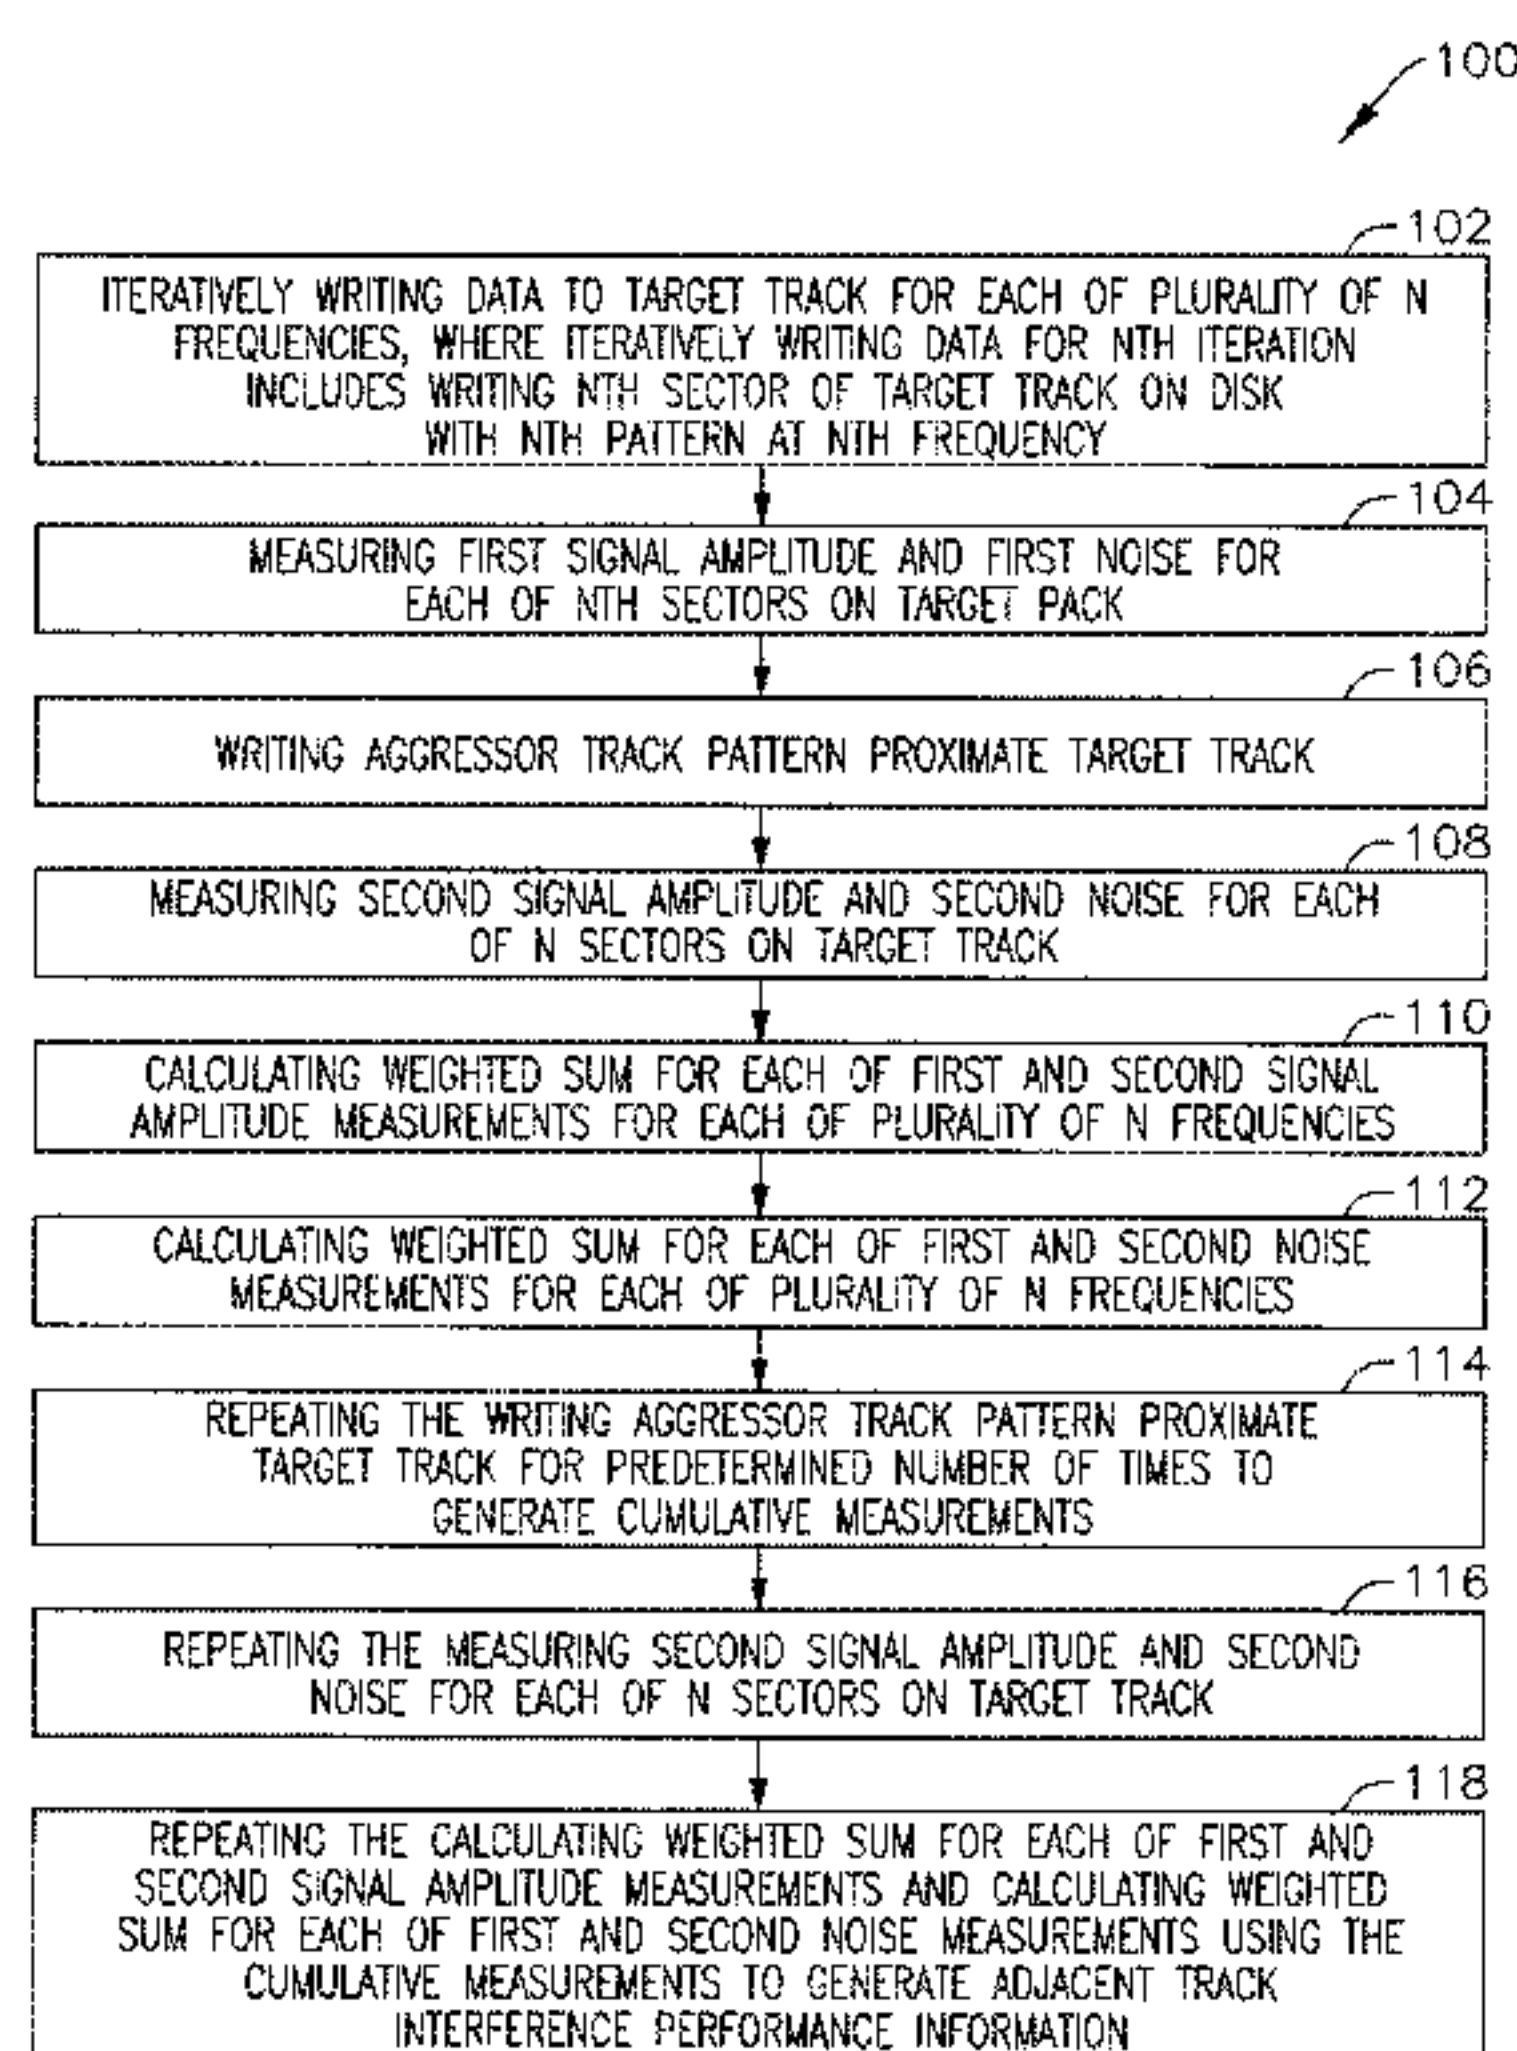 100
102
ITERATIVELY WRITING DATA TO TARGET TRACK FOR EACH OF PLURALITY OF N
FREQUENCIES, WHERE ITERATIVELY WRITING DATA FOR NTH ITERATION
INCLUDES WRITING NTH SECTOR OF TARGET TRACK ON DISK
WITH NTH PATTERN AT NTH FREQUENCY
104
MEASURING FIRST SIGNAL AMPLITUDE AND FIRST NOISE FOR
EACH OF NTH SECTORS ON TARGET PACK
106
WRITING AGGRESSOR TRACK PATTERN PROXIMATE TARGET TRACK
108
MEASURING SECOND SIGNAL AMPLITUDE AND SECOND NOISE FOR EACH
OF N SECTORS ON TARGET TRACK
110
CALCULATING WEIGHTED SUM FOR EACH OF FIRST AND SECOND SIGNAL
AMPLITUDE MEASUREMENTS FOR EACH OF PLURALITY OF N FREQUENCIES
112
CALCULATING WEIGHTED SUM FOR EACH OF FIRST AND SECOND NOISE
MEASUREMENTS FOR EACH OF PLURALITY OF N FREQUENCIES
114
REPEATING THE WRITING AGGRESSOR TRACK PATTERN PROXIMATE
TARGET TRACK FOR PREDETERMINED NUMBER OF TIMES TO
GENERATE CUMULATIVE MEASUREMENTS
116
REPEATING THE MEASURING SECOND SIGNAL AMPLITUDE AND SECOND
NOISE FOR EACH OF N SECTORS ON TARGET TRACK
118
REPEATING THE CALCULATING WEIGHTED SUM FOR EACH OF FIRST AND
SECOND SIGNAL AMPLITUDE MEASUREMENTS AND CALCULATING WEIGHTED
SUM FOR EACH OF FIRST AND SECOND NOISE MEASUREMENTS USING THE
CUMULATIVE MEASUREMENTS TO GENERATE ADJACENT TRACK
INTERFERENCE PERFORMANCE INFORMATION